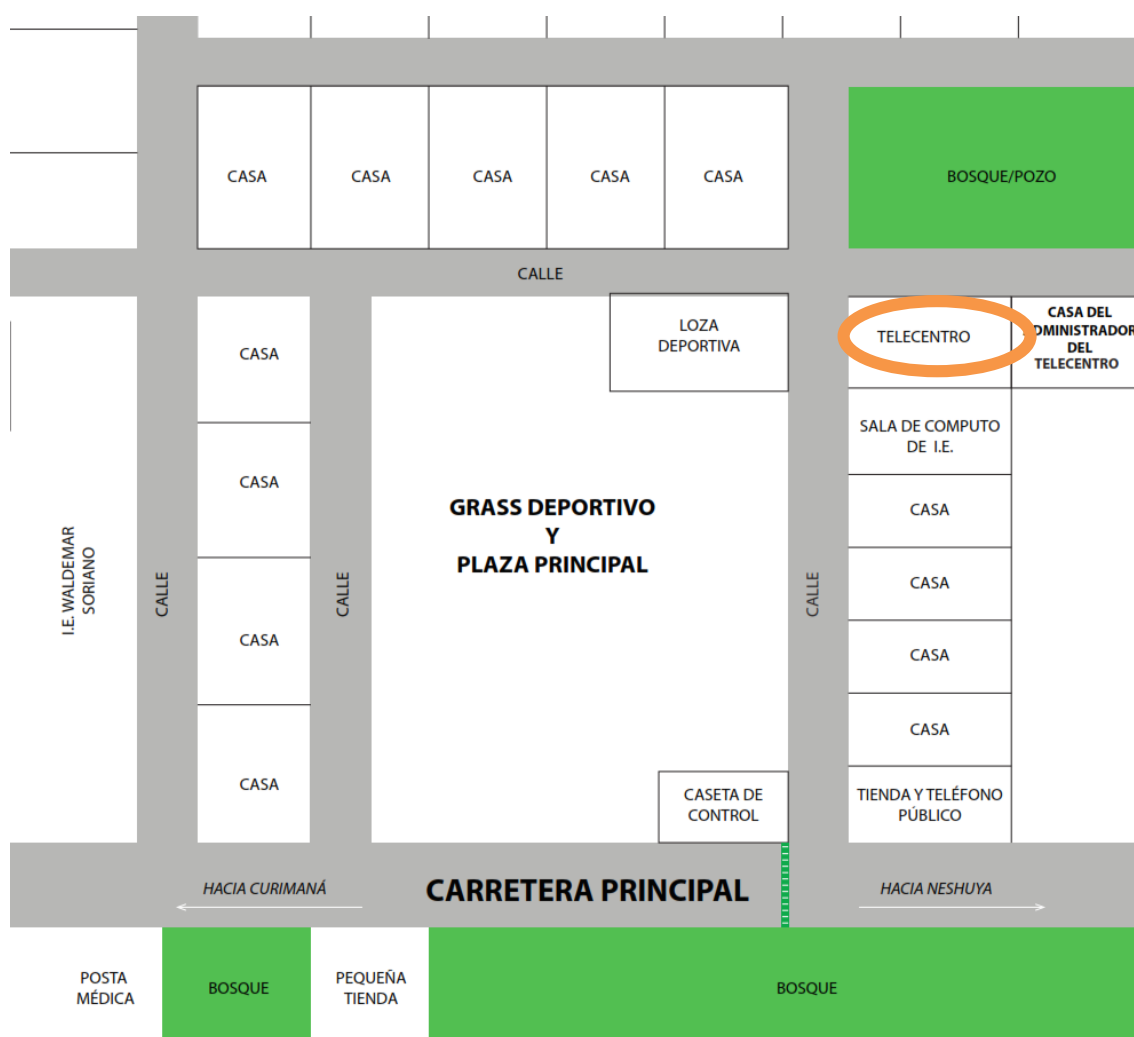 CASA
CASA
CASA
CASA
CASA
BOSQUE/POZO
CALLE
LOZA
DEPORTIVA
TELECENTRO
CASA DEL
DMINISTRADOR
DEL
TELECENTRO
CASA
SALA DE COMPUTO
DE I.E.
CASA
GRASS DEPORTIVO
Y
PLAZA PRINCIPAL
CASA
I.E. WALDEMAR
SORIANO
CALLE
CALLE
CALLE
CASA
CASA
CASA
CASA
CASA
CASETA DE
CONTROL
TIENDA Y TELÉFONO
PÚBLICO
HACIA CURIMANÁ
CARRETERA PRINCIPAL
HACIA NESHUYA
POSTA
MÉDICA
BOSQUE
PEQUEÑA
TIENDA
BOSQUE